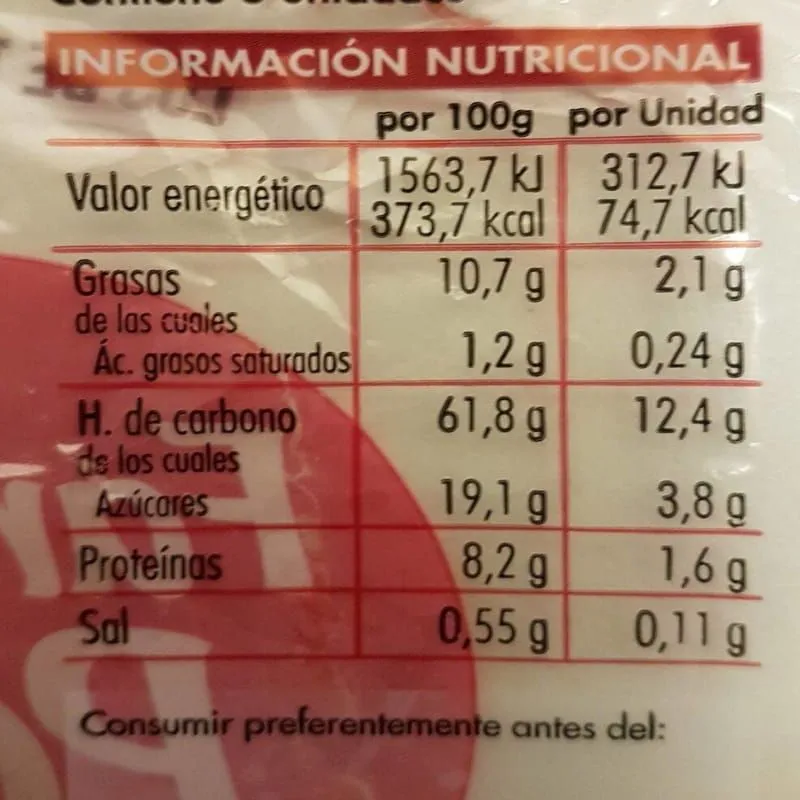 INFORMACIÓN NUTRICIONAL
por 100g por Unidad
Valor energético 1563,7 kJ 312,7 kJ
373,7 kcal 74,7 kcal
Grasas 10,7 g 2,1 g
de las cuales
Ác. grasos saturados 1,2 g 0,24 g
H. de carbono 61,8 g 12,4 g
de los cuales
Azúcares 19,1 g 3,8 g
Proteínas 8,2 g 1,6 g
Sal 0,55 g 0,11 g
Consumir preferentemente antes del: